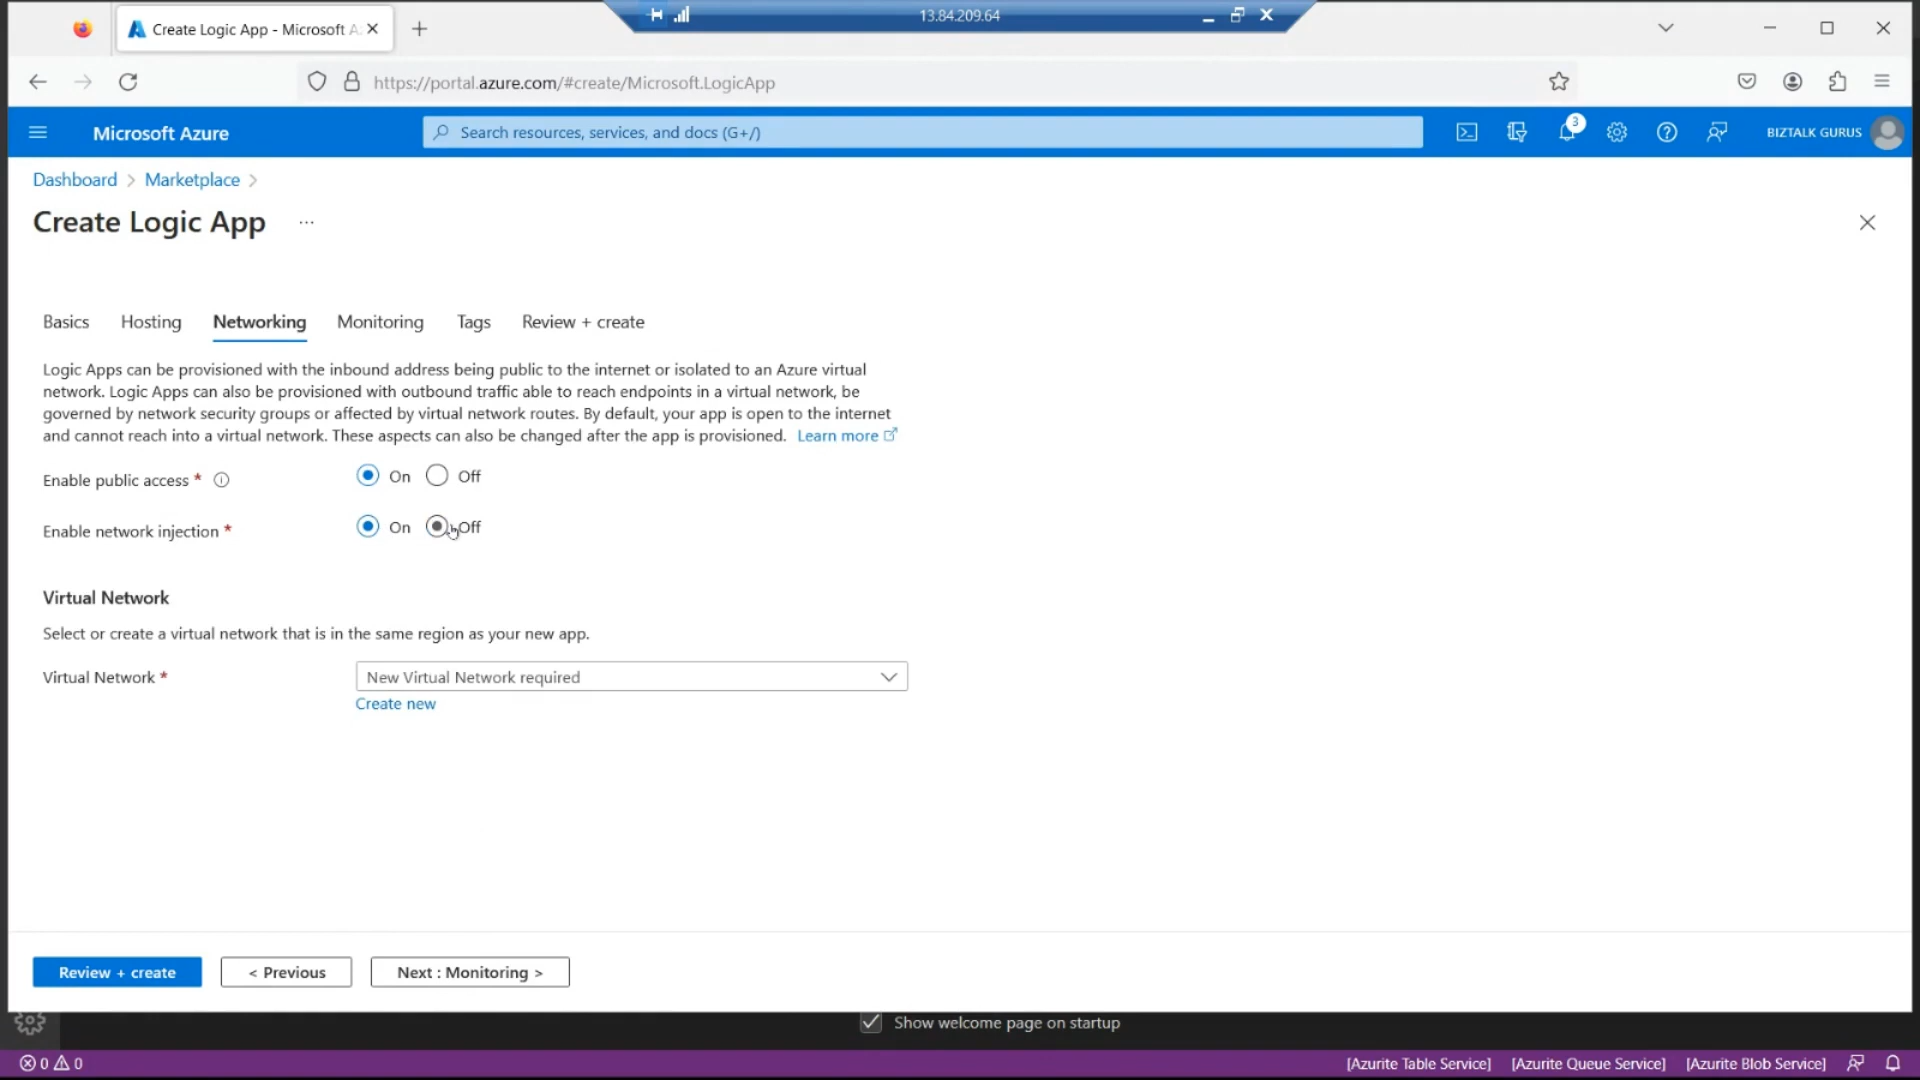 Create Logic App - Microsoft A
13.84.209.64
https://portal.azure.com/#create/Microsoft.LogicApp
Microsoft Azure
Search resources, services, and docs (G+/)
3
BIZTALK GURUS
Dashboard > Marketplace >
Create Logic App ...
Basics Hosting Networking Monitoring Tags Review + create
Logic Apps can be provisioned with the inbound address being public to the internet or isolated to an Azure virtual
network. Logic Apps can also be provisioned with outbound traffic able to reach endpoints in a virtual network, be
governed by network security groups or affected by virtual network routes. By default, your app is open to the internet
and cannot reach into a virtual network. These aspects can also be changed after the app is provisioned. Learn more
Enable public access * On Off
Enable network injection * On Off
Virtual Network
Select or create a virtual network that is in the same region as your new app.
Virtual Network * New Virtual Network required
Create new
Review + create < Previous Next : Monitoring >
Show welcome page on startup
0 0 [Azurite Table Service] [Azurite Queue Service] [Azurite Blob Service]